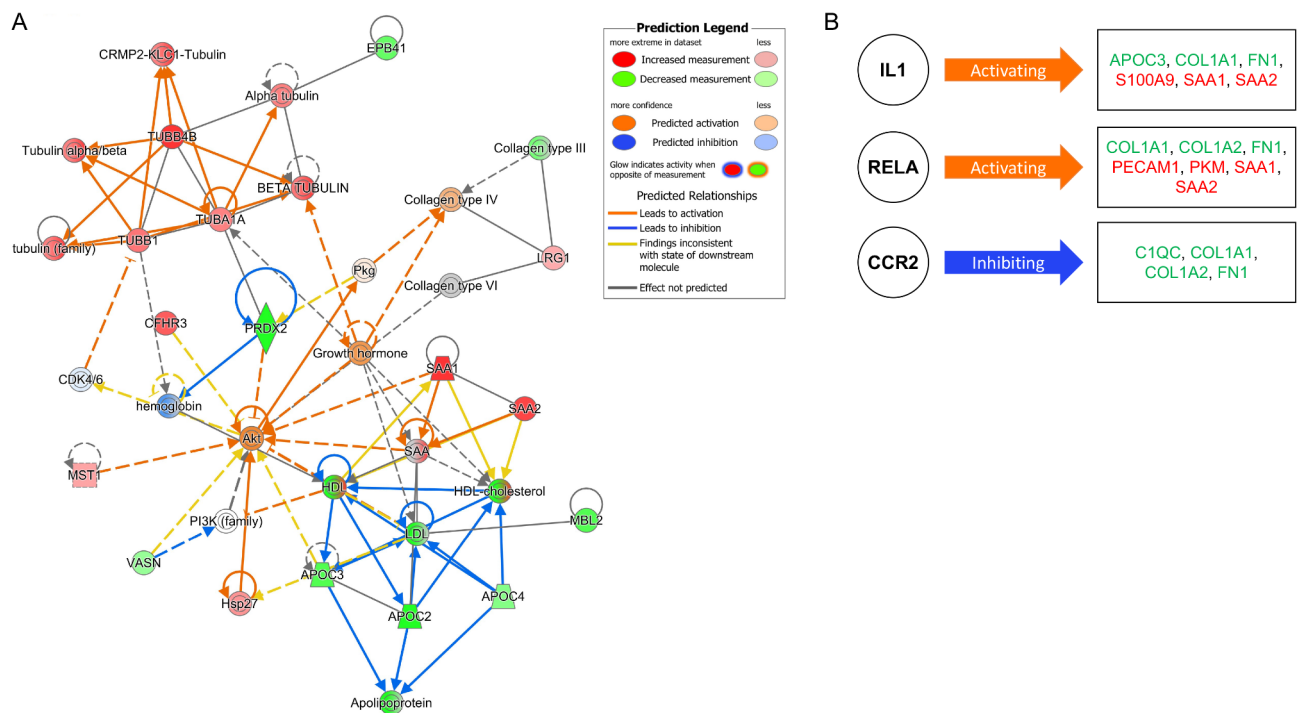 A
CRMP2-KLC1-Tubulin
EPB41
Alpha tubulin
TUBB4B
Tubulin alpha/beta
Collagen type III
BETA TUBULIN
Collagen type IV
TUBA1A
tubulin (family)
TUBB1
LRG1
Pkg
Collagen type VI
CFHR3
PRDX2
Growth hormone
SAA1
CDK4/6
hemoglobin
SAA2
Akt
SAA
MST1
HDL
HDL-cholesterol
PI3K (family)
LDL
MBL2
VASN
APOC3
Hsp27
APOC4
APOC2
Apolipoprotein
Prediction Legend
more extreme in dataset less
Increased measurement
Decreased measurement
more confidence less
Predicted activation
Predicted inhibition
Glow indicates activity when
opposite of measurement
Predicted Relationships
Leads to activation
Leads to inhibition
Findings inconsistent
with state of downstream
molecule
Effect not predicted
B
IL1
Activating
APOC3, COL1A1, FN1,
S100A9, SAA1, SAA2
RELA
Activating
COL1A1, COL1A2, FN1,
PECAM1, PKM, SAA1,
SAA2
CCR2
Inhibiting
C1QC, COL1A1,
COL1A2, FN1